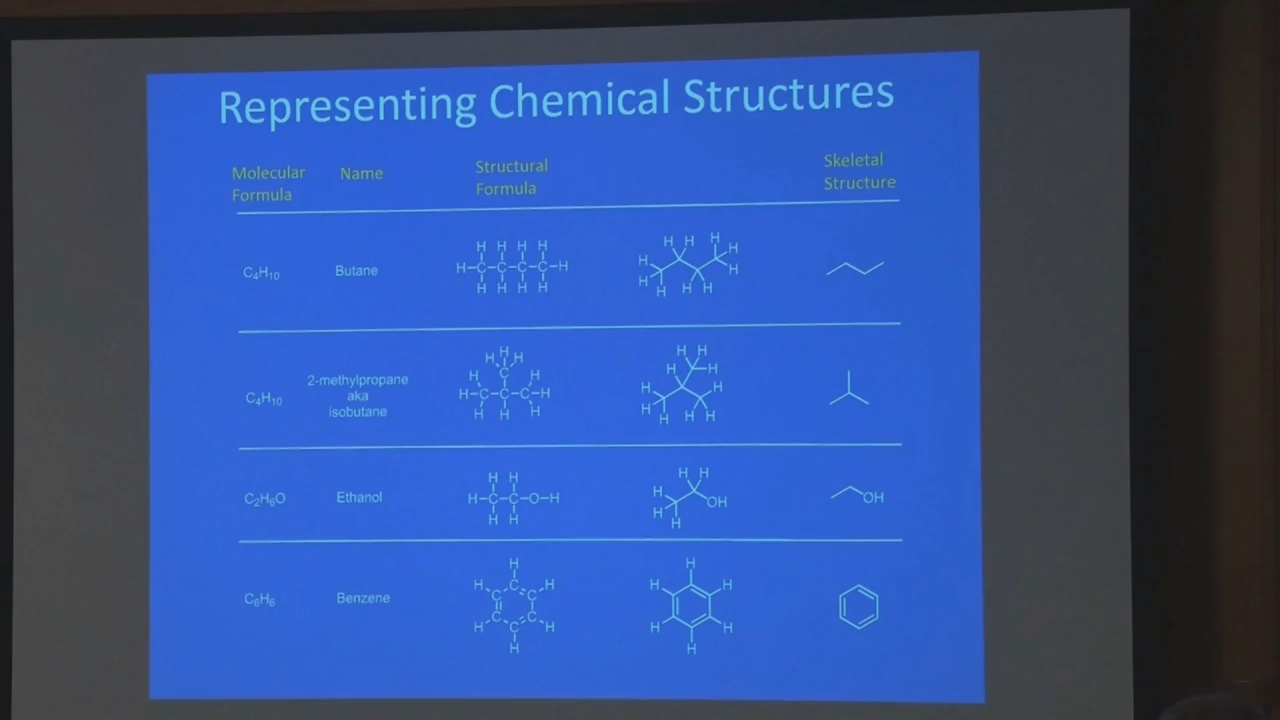 Representing Chemical Structures
Molecular Formula
Name
Structural Formula
Skeletal Structure
C₄H₁₀
Butane
H H H H
H-C-C-C-C-H
H H H H
H H H
H H
H H H H
C₄H₁₀
2-methylpropane
aka
isobutane
H
H H
C
H H
H-C-C-C-H
H H H
H H
H H
H H
H H H H
C₂H₆O
Ethanol
H H
H-C-C-O-H
H H
H H
H
H OH
H
OH
C₆H₆
Benzene
H
H C H
C C
C C
H C H
H
H
H H
H H
H